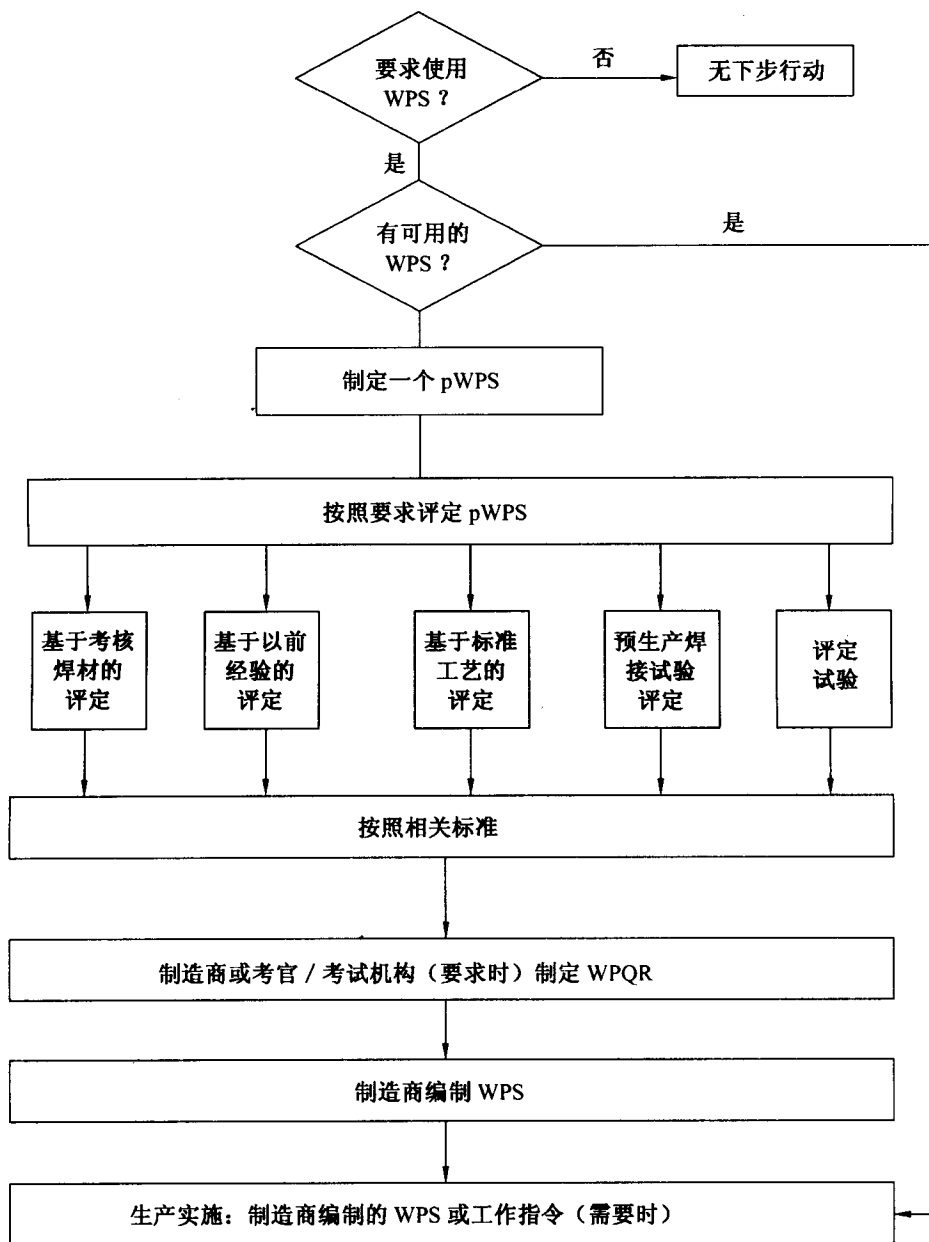 要求使用
WPS？
否
无下步行动
是
有可用的
WPS？
是
制定一个 pWPS
按照要求评定 pWPS
基于考核
焊材的
评定
基于以前
经验的
评定
基于标准
工艺的
评定
预生产焊
接试验
评定
评定
试验
按照相关标准
制造商或考官/考试机构（要求时）制定 WPQR
制造商编制 WPS
生产实施：制造商编制的 WPS 或工作指令（需要时）